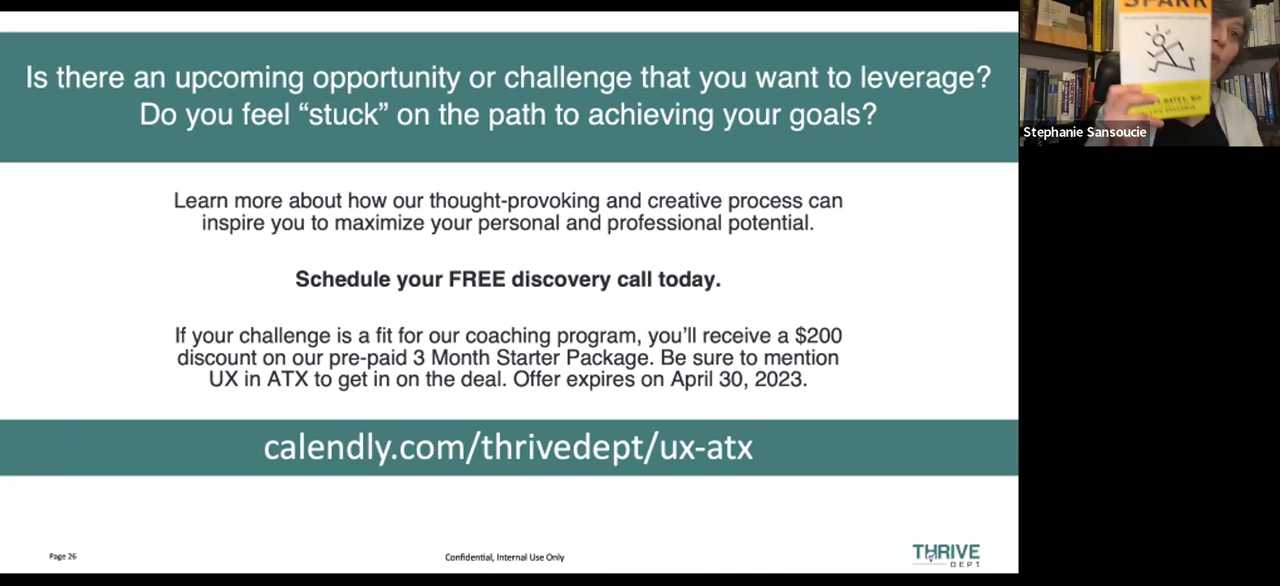 Is there an upcoming opportunity or challenge that you want to leverage?
Do you feel “stuck” on the path to achieving your goals?
Learn more about how our thought-provoking and creative process can
inspire you to maximize your personal and professional potential.
Schedule your FREE discovery call today.
If your challenge is a fit for our coaching program, you’ll receive a $200
discount on our pre-paid 3 Month Starter Package. Be sure to mention
UX in ATX to get in on the deal. Offer expires on April 30, 2023.
calendly.com/thrivedept/ux-atx
Page 26
Confidential, Internal Use Only
THRIVE
DEPT.
SPARK
Stephanie Sansoucie